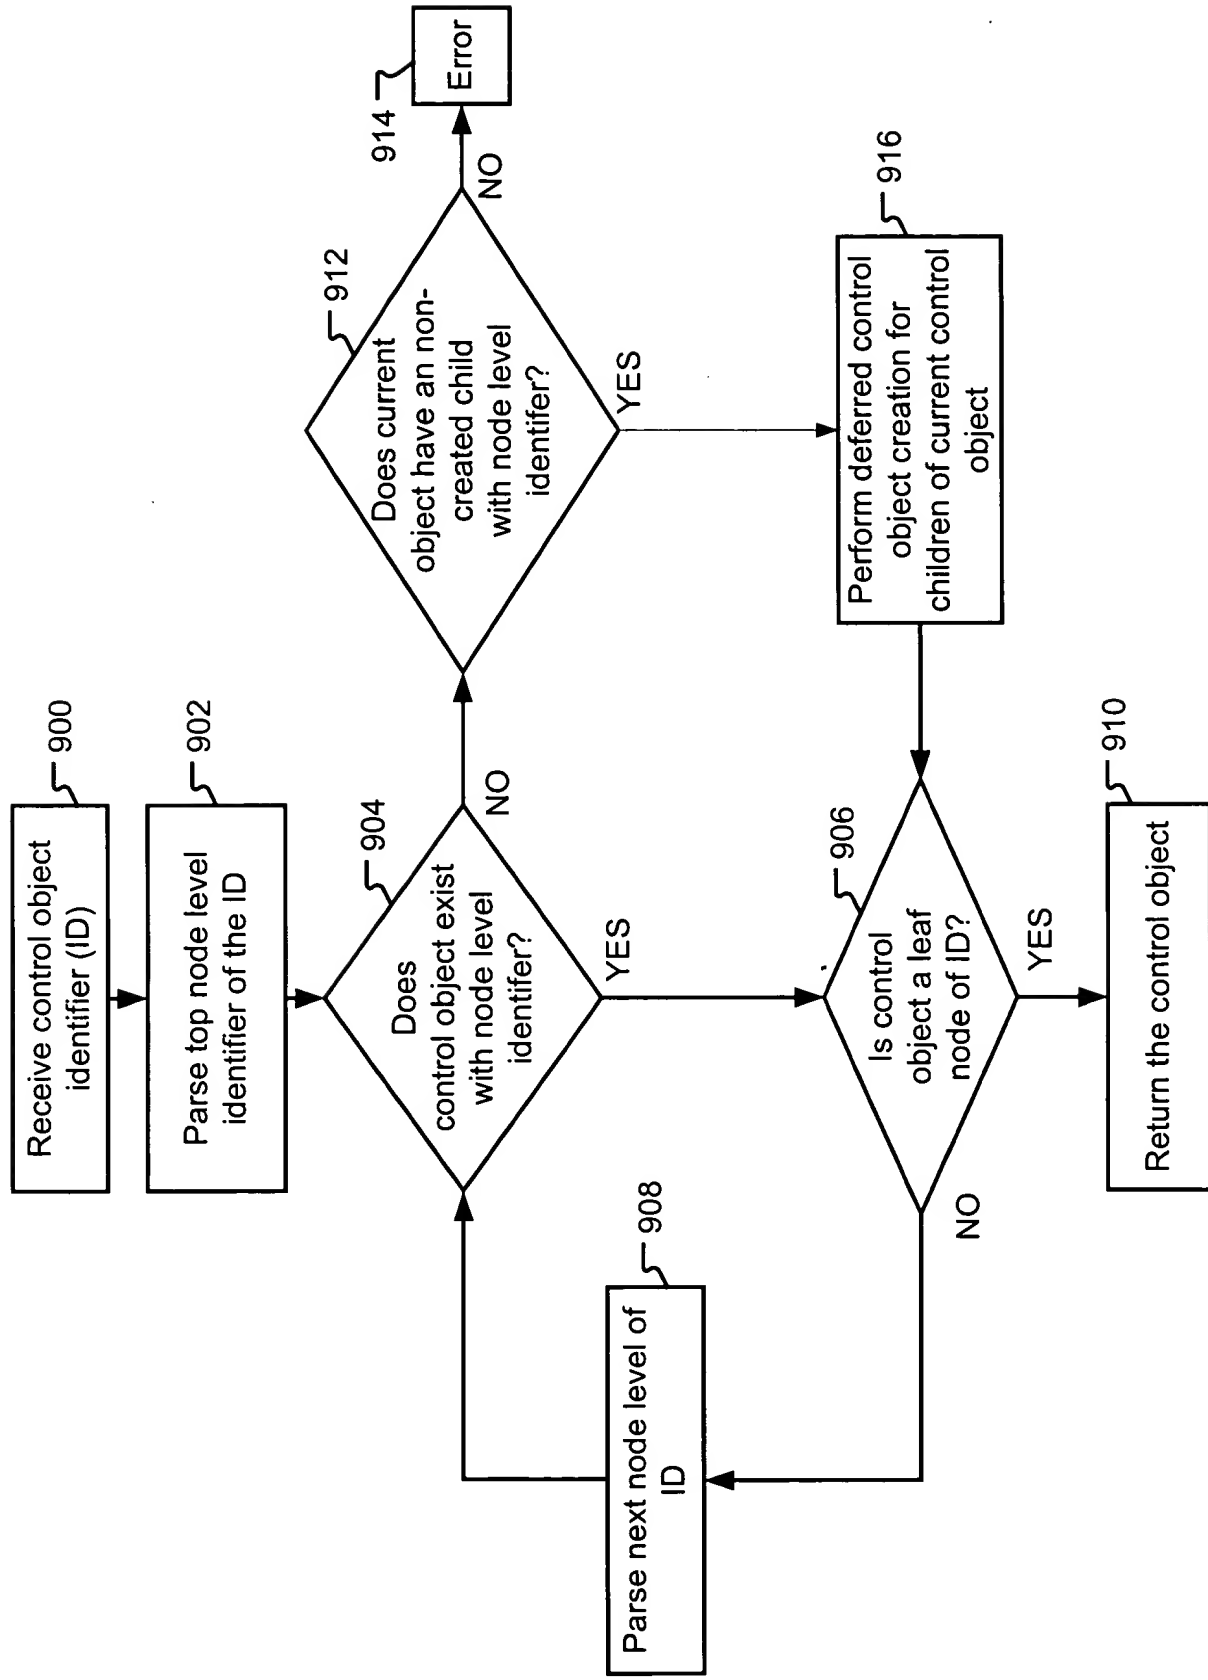 900
Receive control object
identifier (ID)
902
Parse top node level
identifier of the ID
904
Does
control object exist
with node level
identifer?
NO
YES
912
Does current
object have an non-
created child
with node level
identifer?
NO
YES
914
Error
916
Perform deferred control
object creation for
children of current control
object
906
Is control
object a leaf
node of ID?
NO
YES
908
Parse next node level of
ID
910
Return the control object